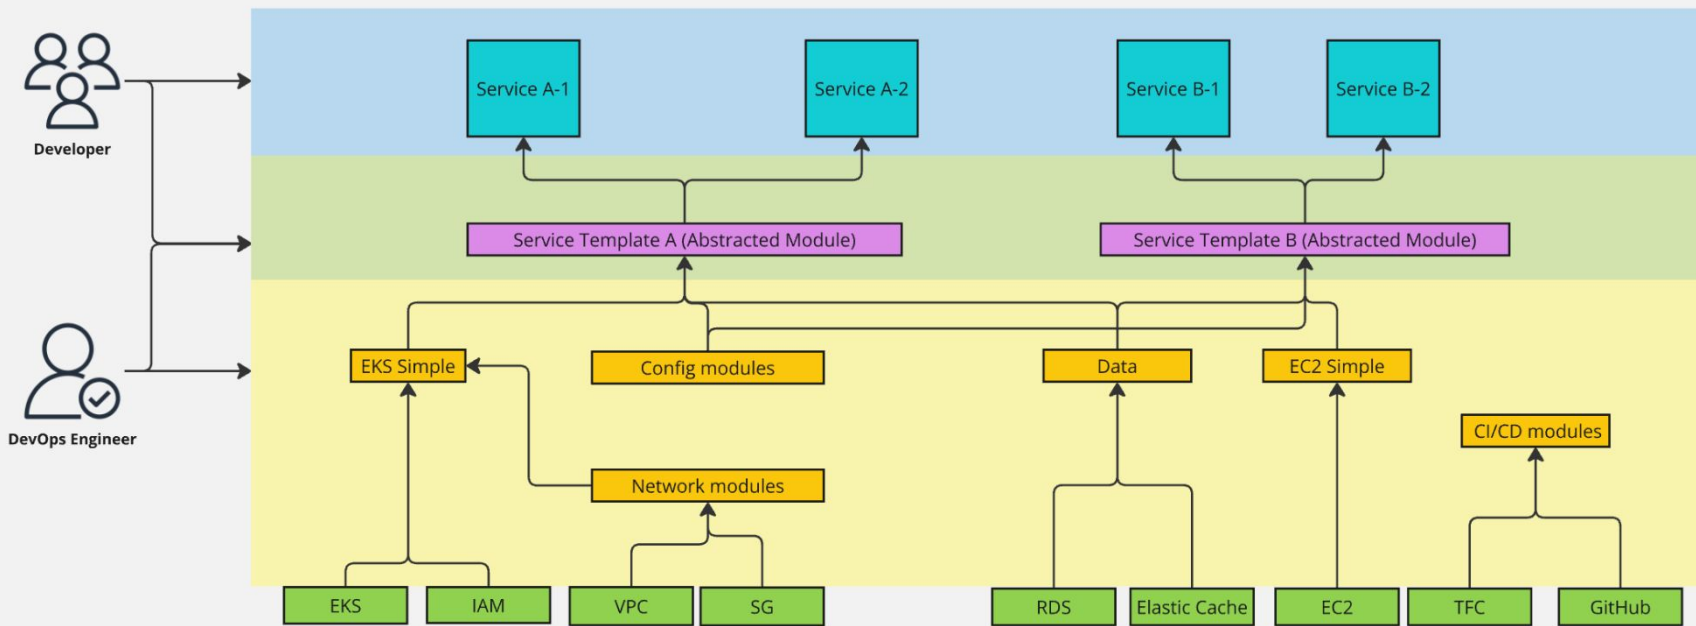 Service A-1
Service A-2
Service B-1
Service B-2
Developer
Service Template A (Abstracted Module)
Service Template B (Abstracted Module)
EKS Simple
Config modules
Data
EC2 Simple
DevOps Engineer
CI/CD modules
Network modules
EKS
IAM
VPC
SG
RDS
Elastic Cache
EC2
TFC
GitHub